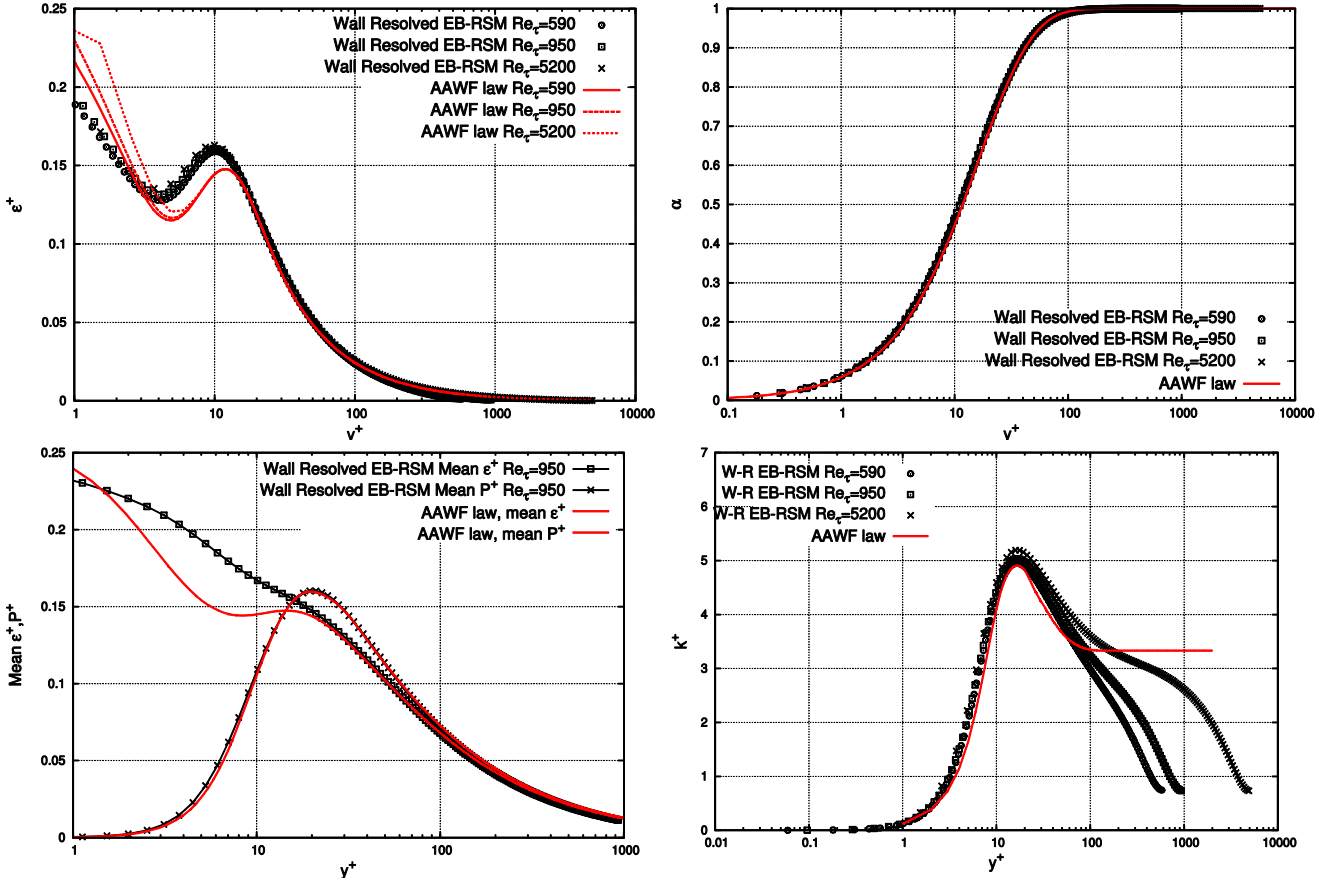 0.25
0.2
0.15
0.1
0.05
0
1
10
100
1000
10000
ε+
v+
Wall Resolved EB-RSM Reτ=590
Wall Resolved EB-RSM Reτ=950
Wall Resolved EB-RSM Reτ=5200
AAWF law Reτ=590
AAWF law Reτ=950
AAWF law Reτ=5200
1
0.9
0.8
0.7
0.6
0.5
0.4
0.3
0.2
0.1
0
0.1
1
10
100
1000
10000
α
v+
Wall Resolved EB-RSM Reτ=590
Wall Resolved EB-RSM Reτ=950
Wall Resolved EB-RSM Reτ=5200
AAWF law
0.25
0.2
0.15
0.1
0.05
0
1
10
100
1000
Mean ε+,P+
y+
Wall Resolved EB-RSM Mean ε+ Reτ=950
Wall Resolved EB-RSM Mean P+ Reτ=950
AAWF law, mean ε+
AAWF law, mean P+
7
6
5
4
3
2
1
0
0.01
0.1
1
10
100
1000
10000
k+
y+
W-R EB-RSM Reτ=590
W-R EB-RSM Reτ=950
W-R EB-RSM Reτ=5200
AAWF law